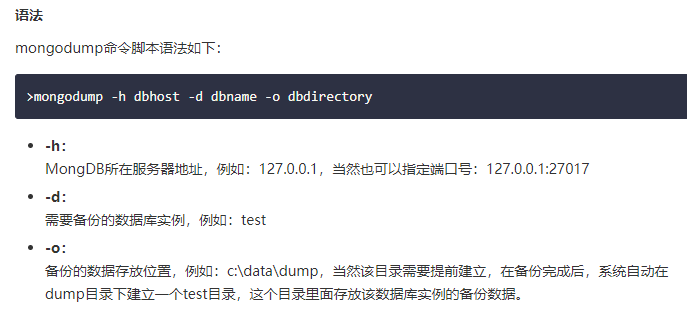 语法
mongodump命令脚本语法如下：
>mongodump -h dbhost -d dbname -o dbdirectory
-h：
MongDB所在服务器地址，例如：127.0.0.1，当然也可以指定端口号：127.0.0.1:27017
-d：
需要备份的数据库实例，例如：test
-o：
备份的数据存放位置，例如：c:\data\dump，当然该目录需要提前建立，在备份完成后，系统自动在
dump目录下建立一个test目录，这个目录里面存放该数据库实例的备份数据。